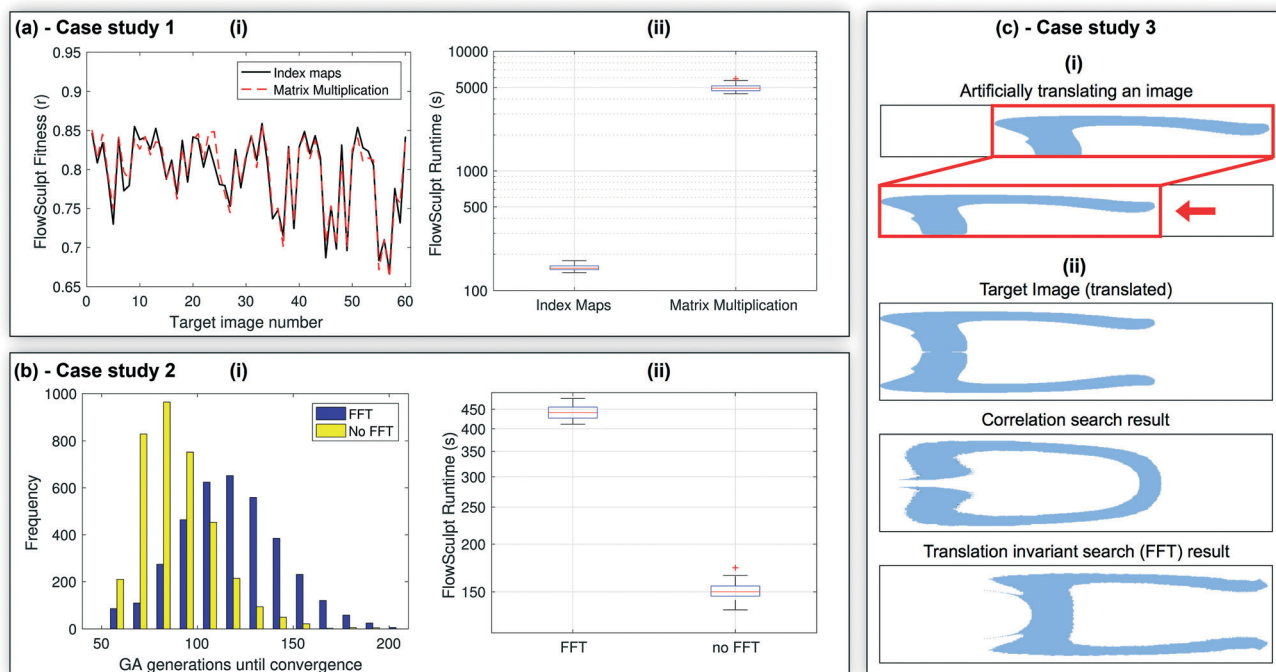 (a) - Case study 1
(i)
0.95
0.9
0.85
0.8
0.75
0.7
0.65
FlowSculpt Fitness (r)
Index maps
Matrix Multiplication
0
10
20
30
40
50
60
Target image number
(ii)
10000
5000
1000
500
100
FlowSculpt Runtime (s)
Index Maps
Matrix Multiplication
(b) - Case study 2
(i)
1000
800
600
400
200
0
Frequency
FFT
No FFT
50
100
150
200
GA generations until convergence
(ii)
450
400
350
300
250
200
150
FlowSculpt Runtime (s)
FFT
no FFT
(c) - Case study 3
(i)
Artificially translating an image
(ii)
Target Image (translated)
Correlation search result
Translation invariant search (FFT) result